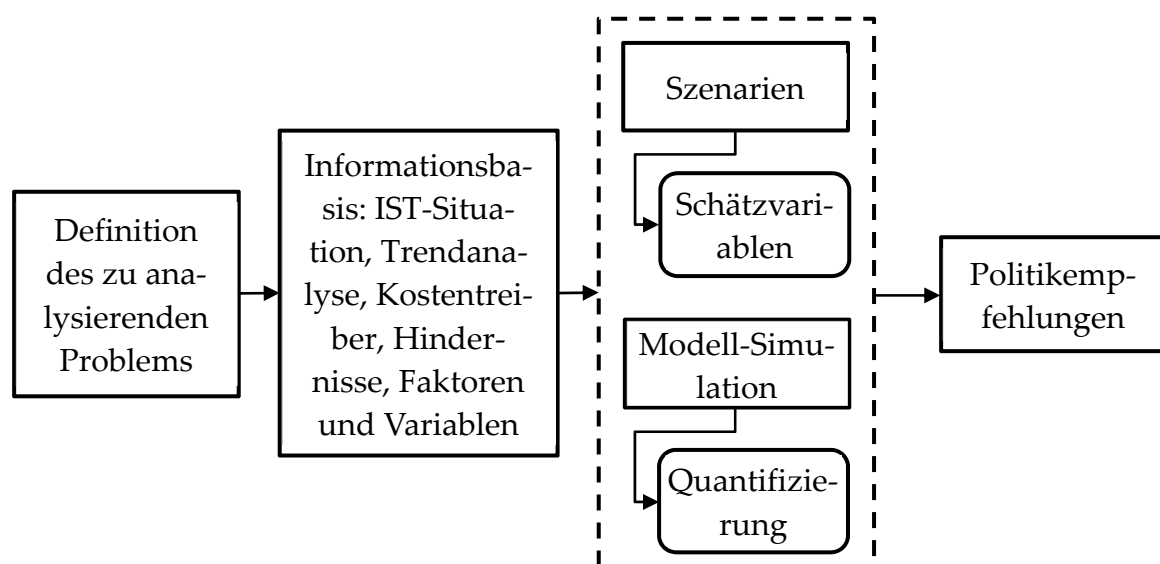 Definition
des zu ana-
lysierenden
Problems
Informationsba-
sis: IST-Situa-
tion, Trendana-
lyse, Kostentrei-
ber, Hinder-
nisse, Faktoren
und Variablen
Szenarien
Schätzvari-
ablen
Modell-Simu-
lation
Quantifizie-
rung
Politikemp-
fehlungen